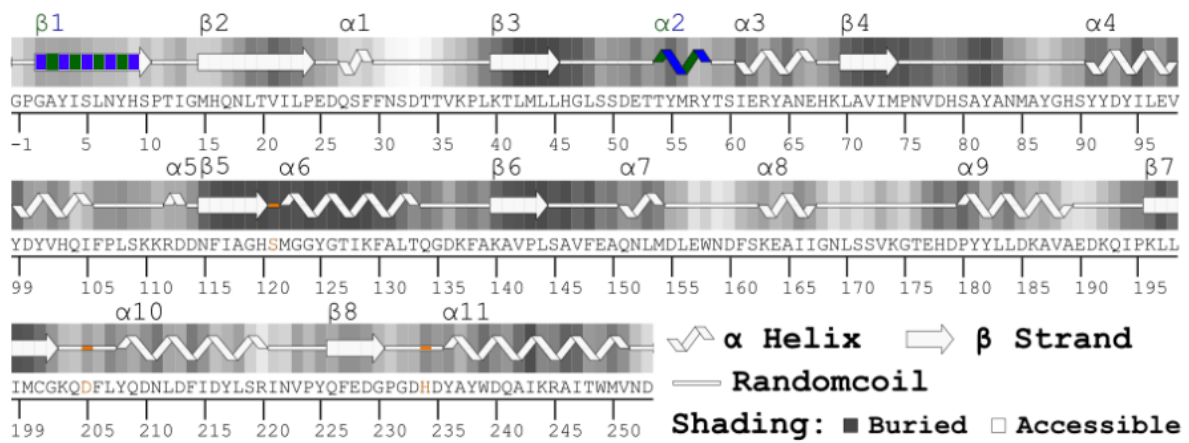 β1 β2 α1 β3 α2 α3 β4 α4
GPGAYISLNYHSPTIGMHQNLTVILPEDQSFFNSDTTVKPLKTLMLLHGLSSDETTYMRYTSIERYANEHKLAVIMPNVDHSAYANMAYGHSYYDYILEV
-1 5 10 15 20 25 30 35 40 45 50 55 60 65 70 75 80 85 90 95
α5 β5 α6 β6 α7 α8 α9 β7
YDYVHQIFPLSKKRDDNFIAGHSMGGYGTIKFALTQGDKFAKAVPLSAVFEAQNLMDLEWNDFSKEAIIGNLSSVKGTEHDPYYLLDKAVAEDKQIPKLL
99 105 110 115 120 125 130 135 140 145 150 155 160 165 170 175 180 185 190 195
α10 β8 α11
IMCGKQDFLYQDNLDFIDYLSRINVPYQFEDGPGDHDYAYWDQAIKRAITWMVND
199 205 210 215 220 225 230 235 240 245 250
α Helix β Strand
Randomcoil
Shading: Buried Accessible